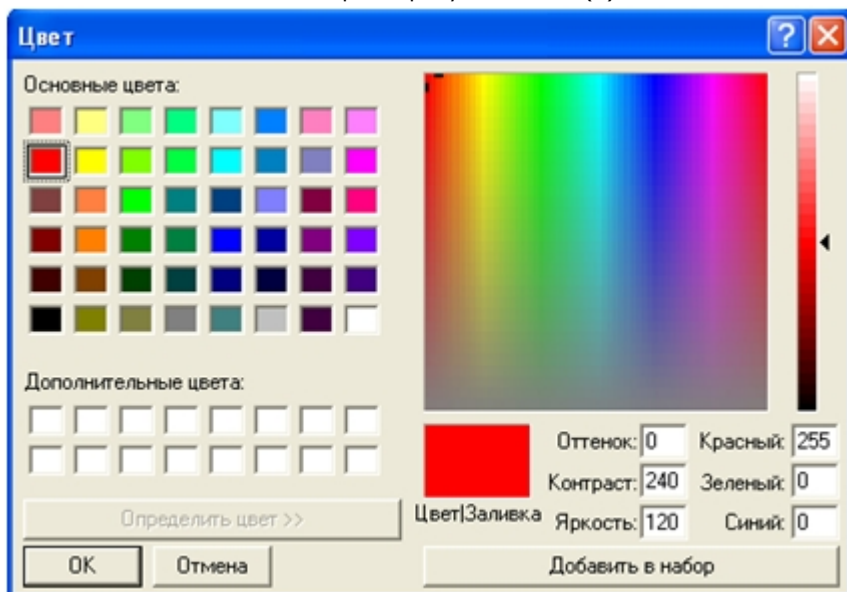 Цвет
Основные цвета:
Дополнительные цвета:
Определить цвет >>
OK
Отмена
Цвет|Заливка
Оттенок: 0
Контраст: 240
Яркость: 120
Красный: 255
Зеленый: 0
Синий: 0
Добавить в набор